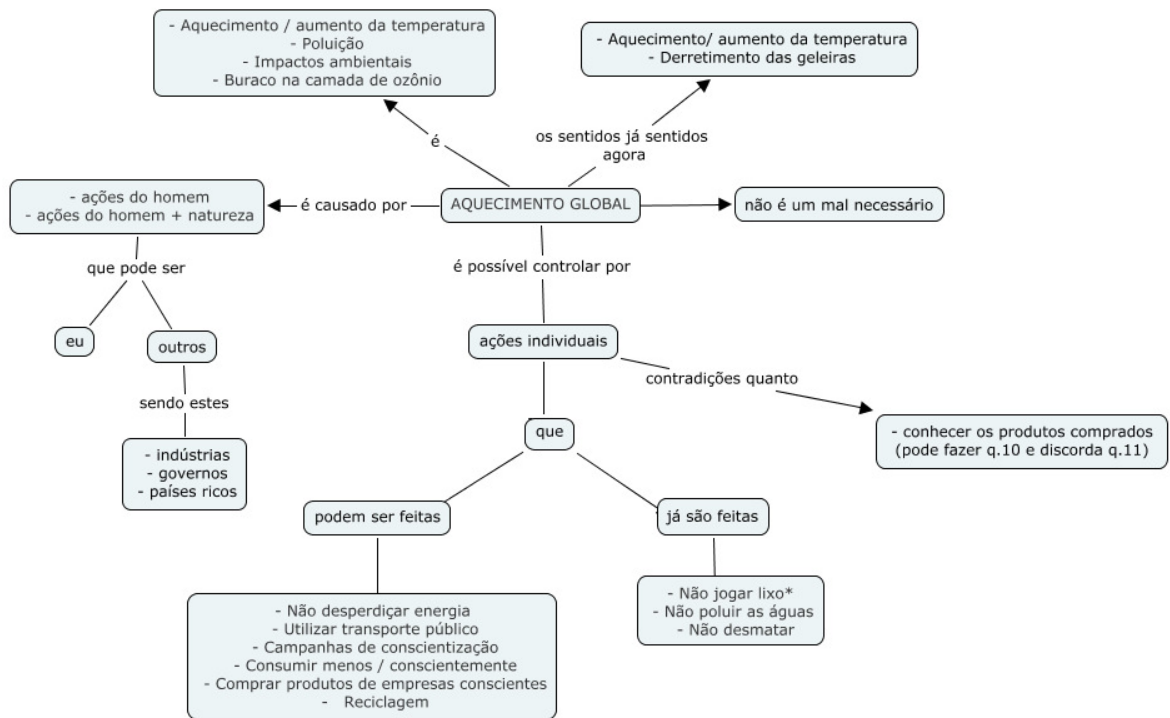 - Aquecimento / aumento da temperatura
- Poluição
- Impactos ambientais
- Buraco na camada de ozônio
- Aquecimento/ aumento da temperatura
- Derretimento das geleiras
é
os sentidos já sentidos
agora
- ações do homem
- ações do homem + natureza
é causado por
AQUECIMENTO GLOBAL
não é um mal necessário
que pode ser
é possível controlar por
eu
outros
ações individuais
contradições quanto
sendo estes
- indústrias
- governos
- países ricos
que
- conhecer os produtos comprados
(pode fazer q.10 e discorda q.11)
podem ser feitas
já são feitas
- Não desperdiçar energia
- Utilizar transporte público
- Campanhas de conscientização
- Consumir menos / conscientemente
- Comprar produtos de empresas conscientes
- Reciclagem
- Não jogar lixo*
- Não poluir as águas
- Não desmatar